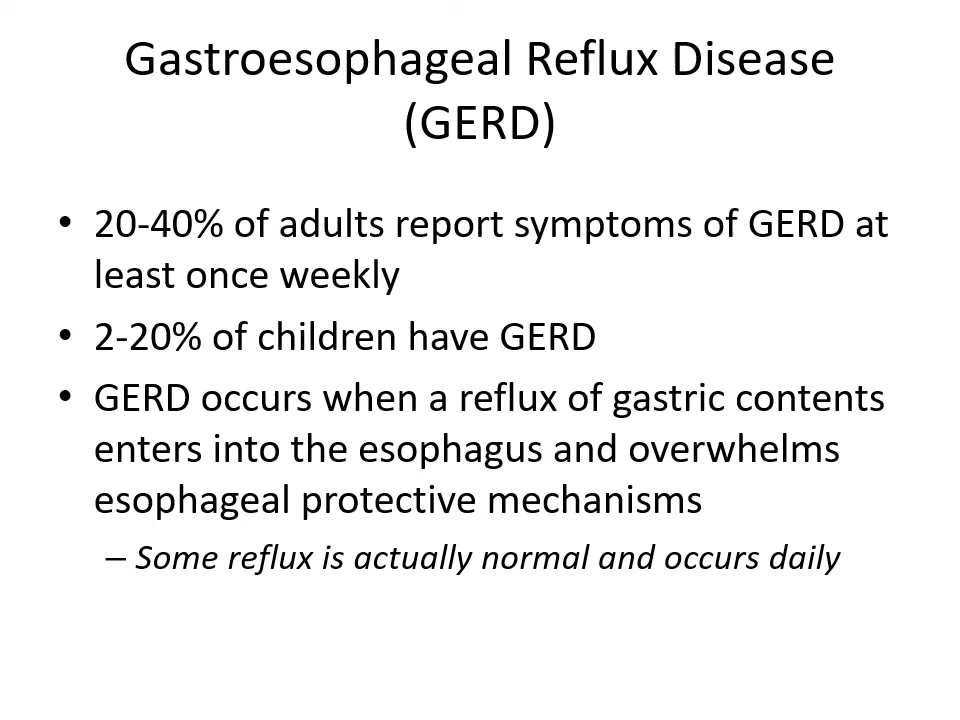 Gastroesophageal Reflux Disease
(GERD)
• 20-40% of adults report symptoms of GERD at
least once weekly
• 2-20% of children have GERD
• GERD occurs when a reflux of gastric contents
enters into the esophagus and overwhelms
esophageal protective mechanisms
– Some reflux is actually normal and occurs daily